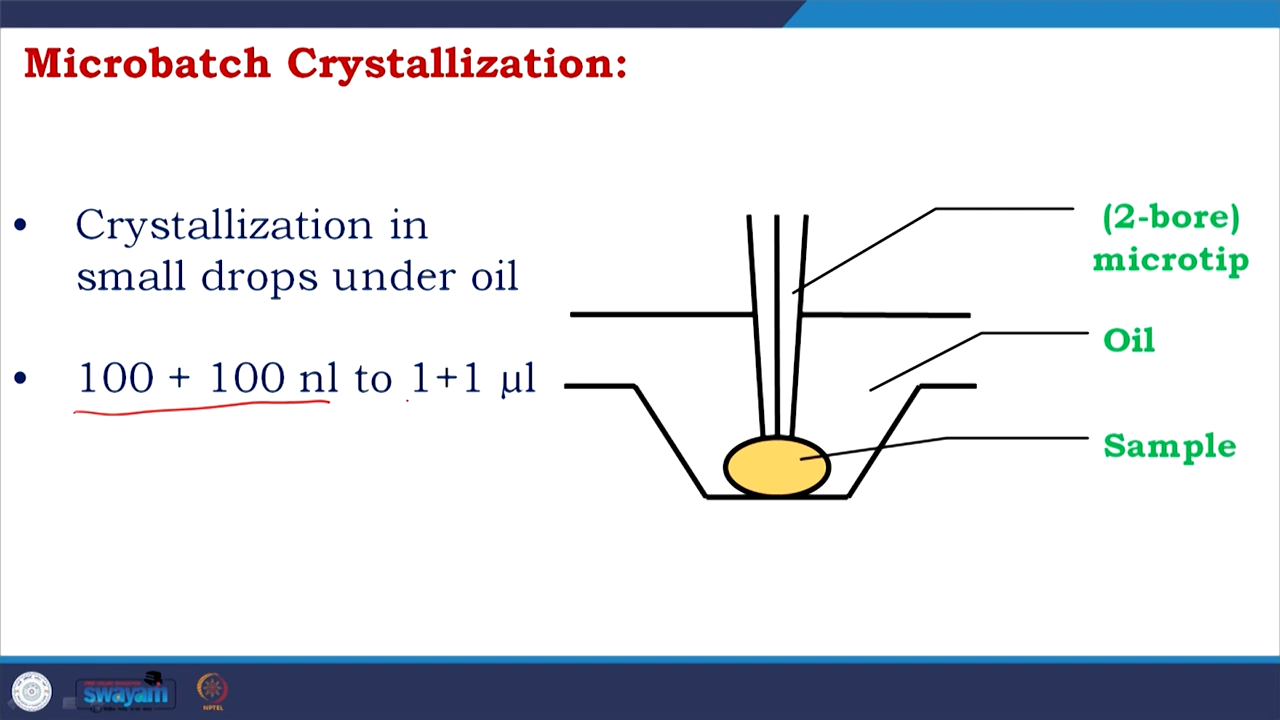 Microbatch Crystallization:
• Crystallization in
small drops under oil
• 100 + 100 nl to 1+1 µl
(2-bore)
microtip
Oil
Sample
swayam
NPTEL